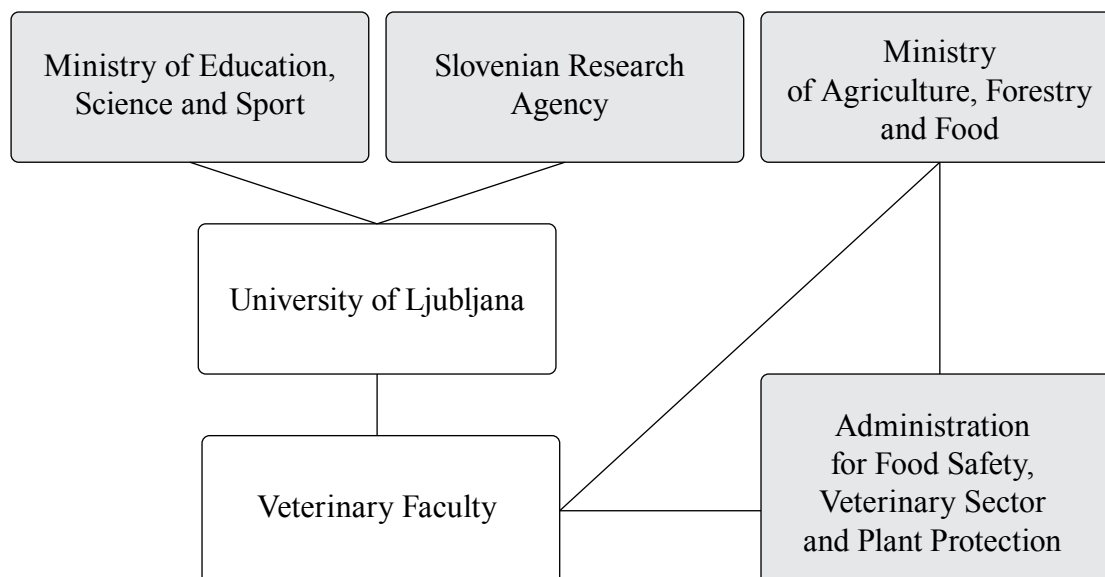 Ministry of Education,
Science and Sport
Slovenian Research
Agency
Ministry
of Agriculture, Forestry
and Food
University of Ljubljana
Veterinary Faculty
Administration
for Food Safety,
Veterinary Sector
and Plant Protection